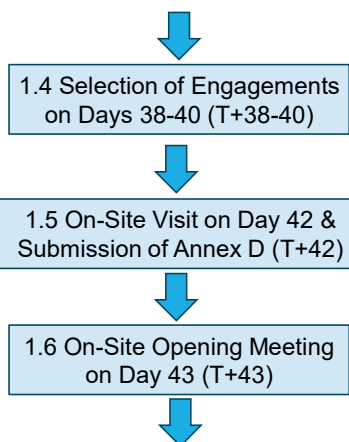 1.4 Selection of Engagements
on Days 38-40 (T+38-40)
1.5 On-Site Visit on Day 42 &
Submission of Annex D (T+42)
1.6 On-Site Opening Meeting
on Day 43 (T+43)